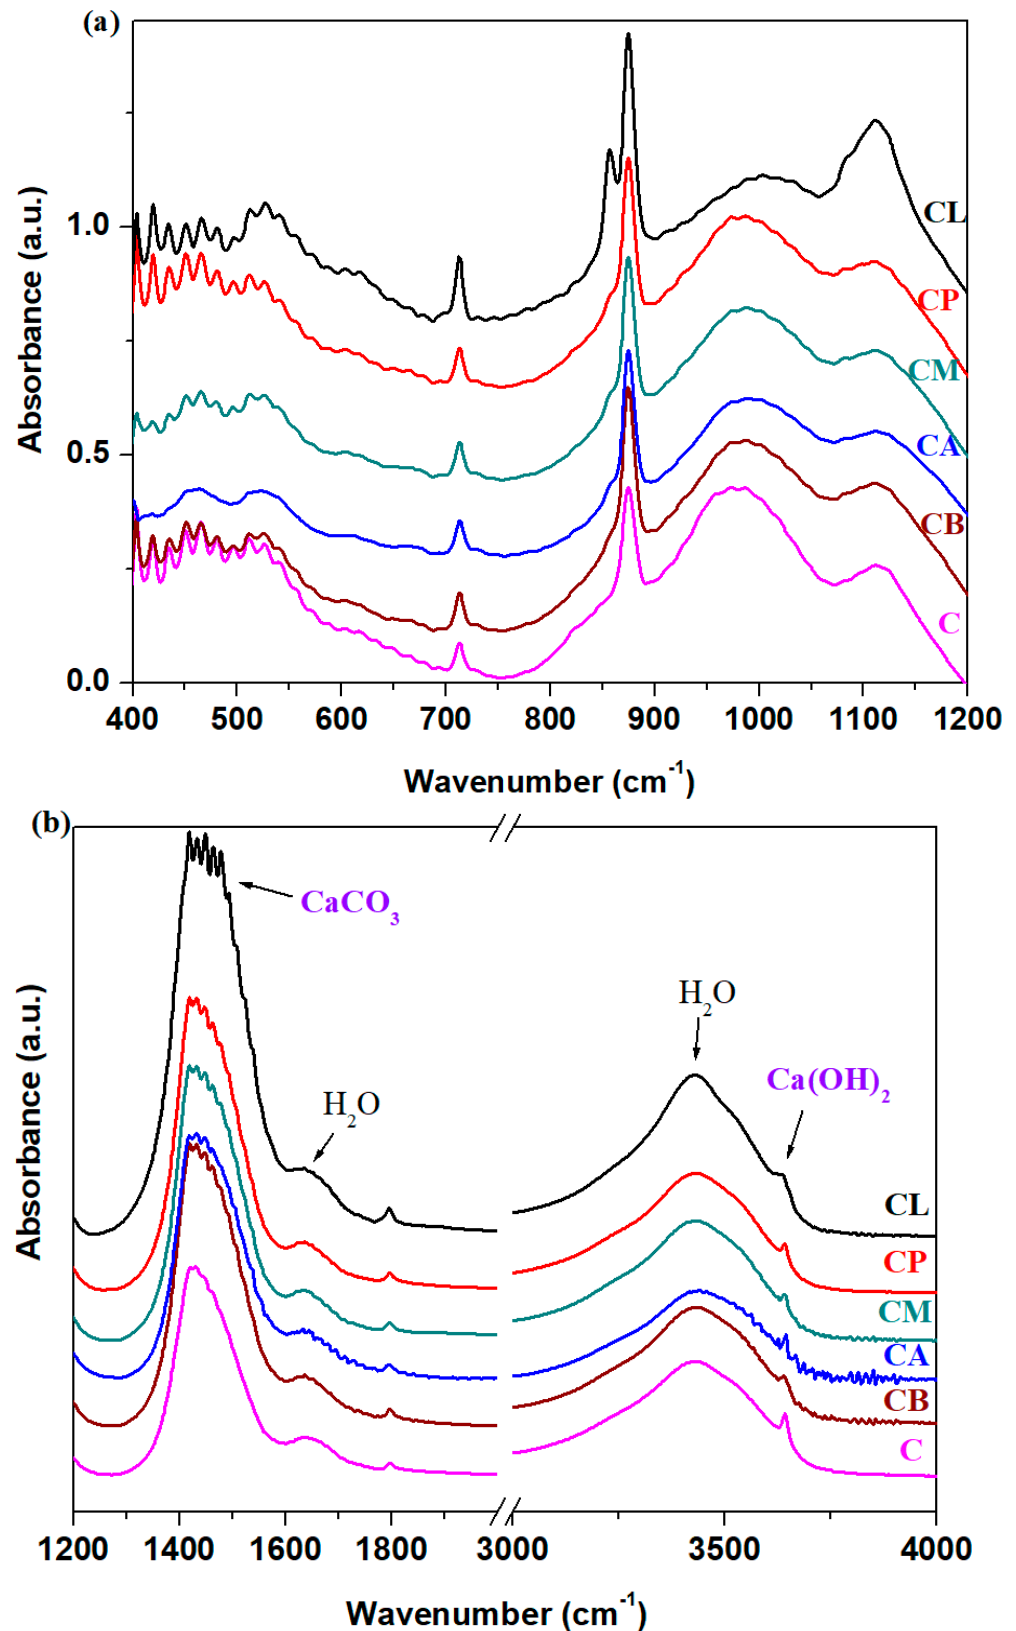 (a)
Absorbance (a.u.)
1.0
0.5
0.0
CL
CP
CM
CA
CB
C
400 500 600 700 800 900 1000 1100 1200
Wavenumber (cm⁻¹)
(b)
Absorbance (a.u.)
CaCO₃
H₂O
H₂O
Ca(OH)₂
CL
CP
CM
CA
CB
C
1200 1400 1600 1800 3000 3500 4000
Wavenumber (cm⁻¹)